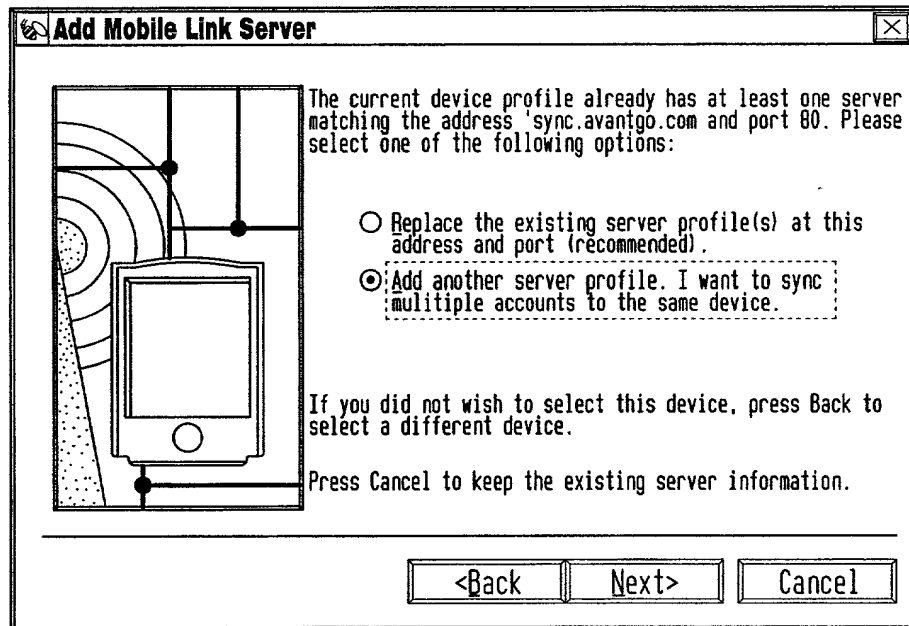 Add Mobile Link Server
The current device profile already has at least one server
matching the address 'sync.avantgo.com and port 80. Please
select one of the following options:
Replace the existing server profile(s) at this
address and port (recommended).
Add another server profile. I want to sync
mulitiple accounts to the same device.
If you did not wish to select this device, press Back to
select a different device.
Press Cancel to keep the existing server information.
<Back
Next>
Cancel